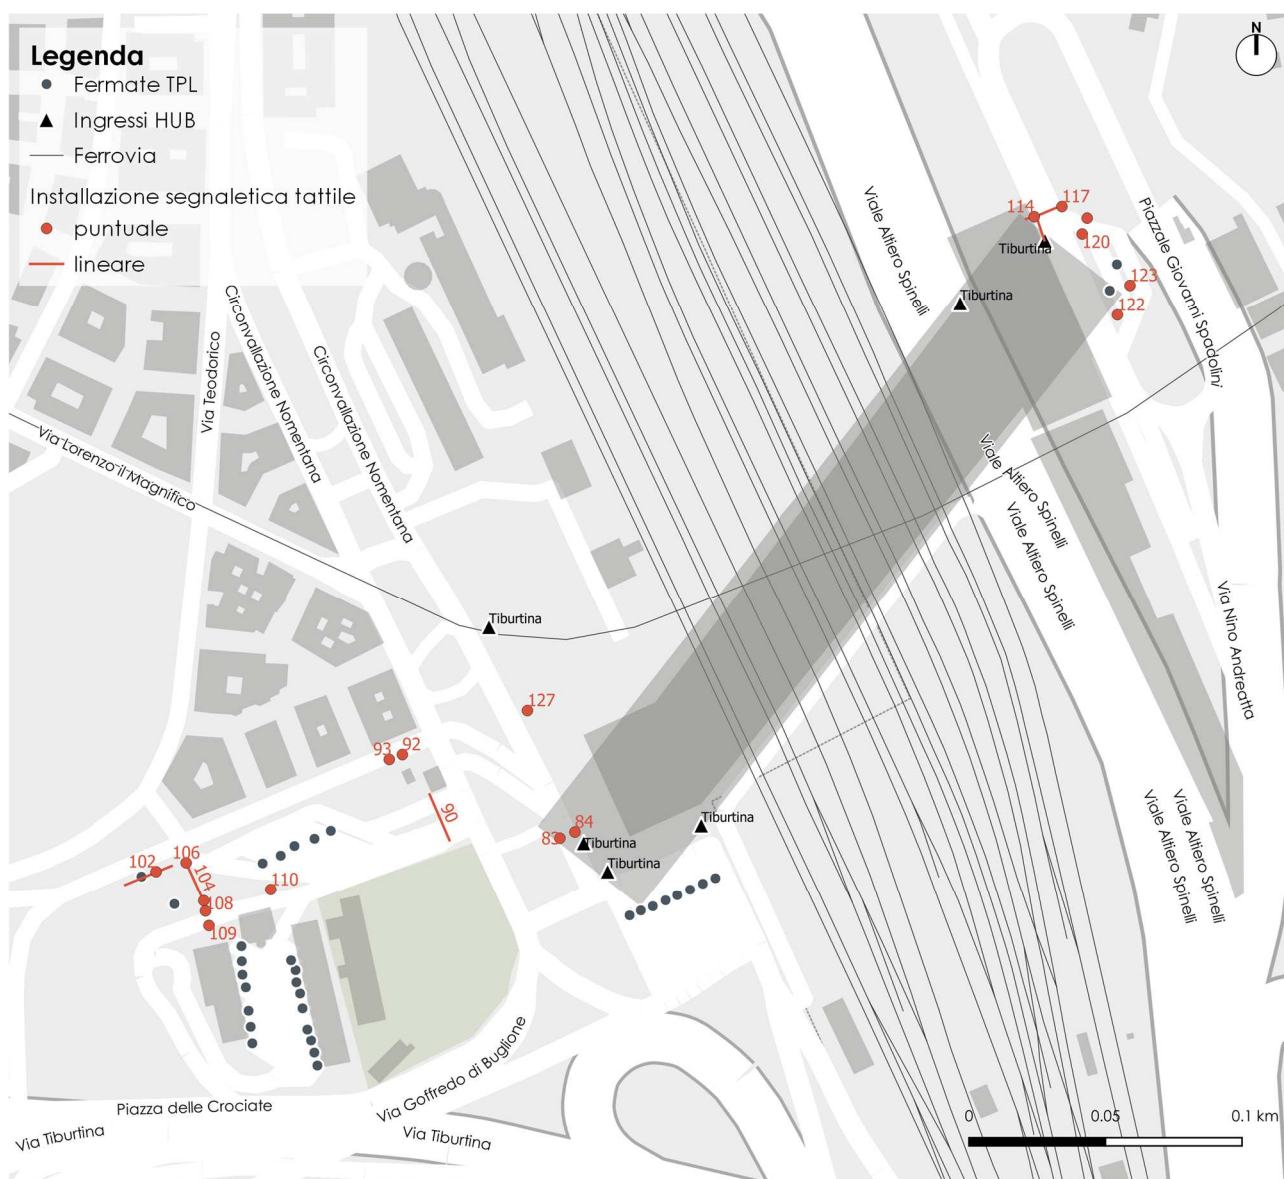 Legenda
Fermate TPL
Ingressi HUB
Ferrovia
Installazione segnaletica tattile
puntuale
lineare
N
Viale Altiero Spinelli
114
117
120
Tiburtina
Tiburtina
123
122
Piazzale Giovanni Spadolini
Via Teodorico
Circonvallazione Nomentana
Circonvallazione Nomentana
Via Lorenzo il Magnifico
Viale Altiero Spinelli
Viale Altiero Spinelli
Via Nino Andreatta
Tiburtina
127
93
92
90
83
84
Tiburtina
Tiburtina
Tiburtina
102
106
104
108
109
110
Viale Altiero Spinelli
Viale Altiero Spinelli
Via Goffredo di Buglione
Piazza delle Crociate
Via Tiburtina
Via Tiburtina
0
0.05
0.1 km